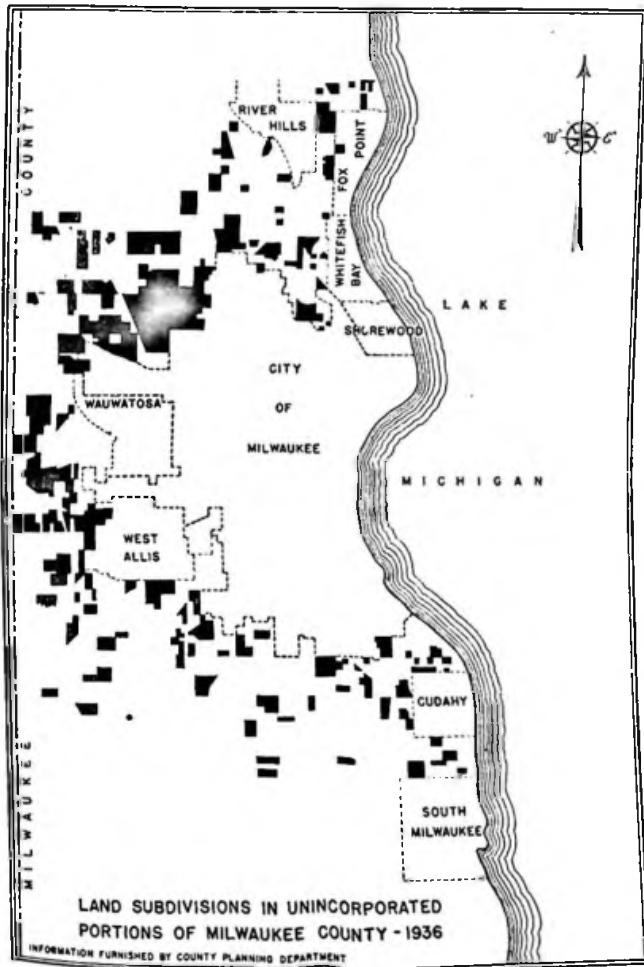 RIVER
HILLS
COUNTY
FOX
POINT
WHITEFISH
BAY
W
E
SHOREWOOD
LAKE
CITY
OF
MILWAUKEE
WAUWATOSA
MICHIGAN
WEST
ALLIS
CUDAHY
SOUTH
MILWAUKEE
MILWAUKEE
LAND SUBDIVISIONS IN UNINCORPORATED
PORTIONS OF MILWAUKEE COUNTY - 1936
INFORMATION FURNISHED BY COUNTY PLANNING DEPARTMENT